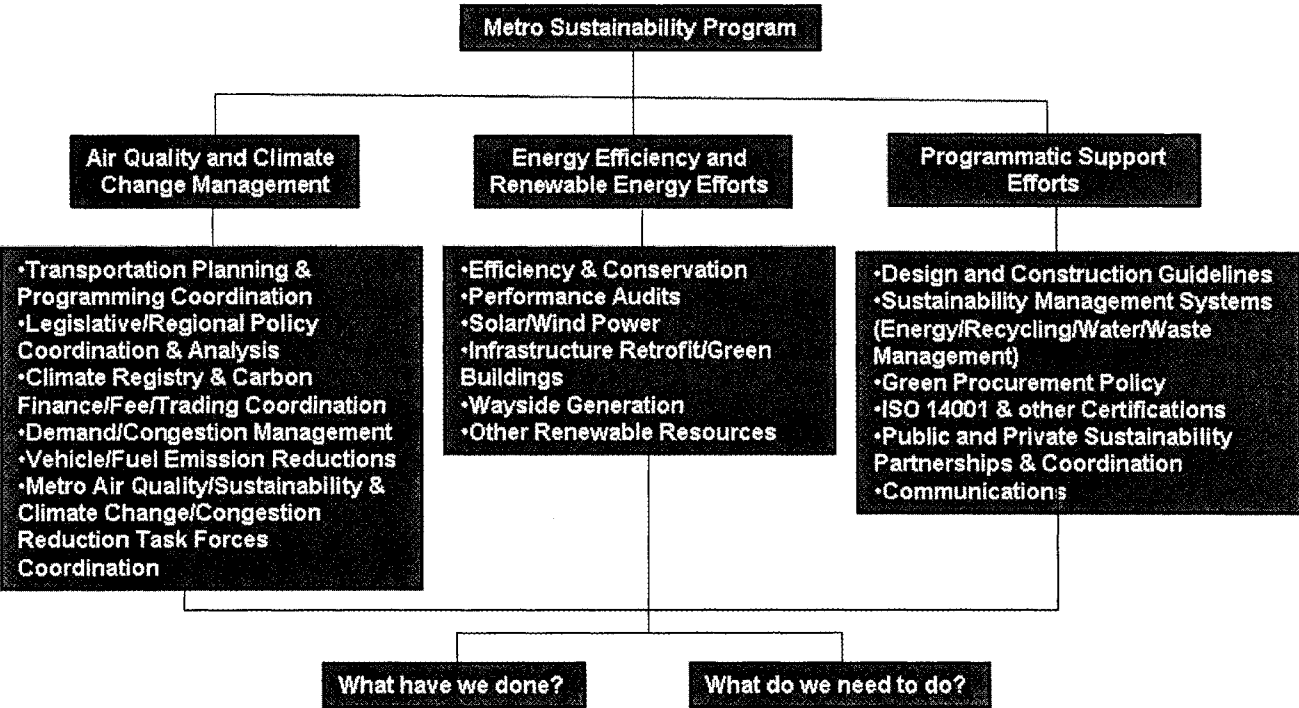 Metro Sustainability Program
Air Quality and Climate
Change Management
Energy Efficiency and
Renewable Energy Efforts
Programmatic Support
Efforts
•Transportation Planning &
Programming Coordination
•Legislative/Regional Policy
Coordination & Analysis
•Climate Registry & Carbon
Finance/Fee/Trading Coordination
•Demand/Congestion Management
•Vehicle/Fuel Emission Reductions
•Metro Air Quality/Sustainability &
Climate Change/Congestion
Reduction Task Forces
Coordination
•Efficiency & Conservation
•Performance Audits
•Solar/Wind Power
•Infrastructure Retrofit/Green
Buildings
•Wayside Generation
•Other Renewable Resources
•Design and Construction Guidelines
•Sustainability Management Systems
(Energy/Recycling/Water/Waste
Management)
•Green Procurement Policy
•ISO 14001 & other Certifications
•Public and Private Sustainability
Partnerships & Coordination
•Communications
What have we done?
What do we need to do?